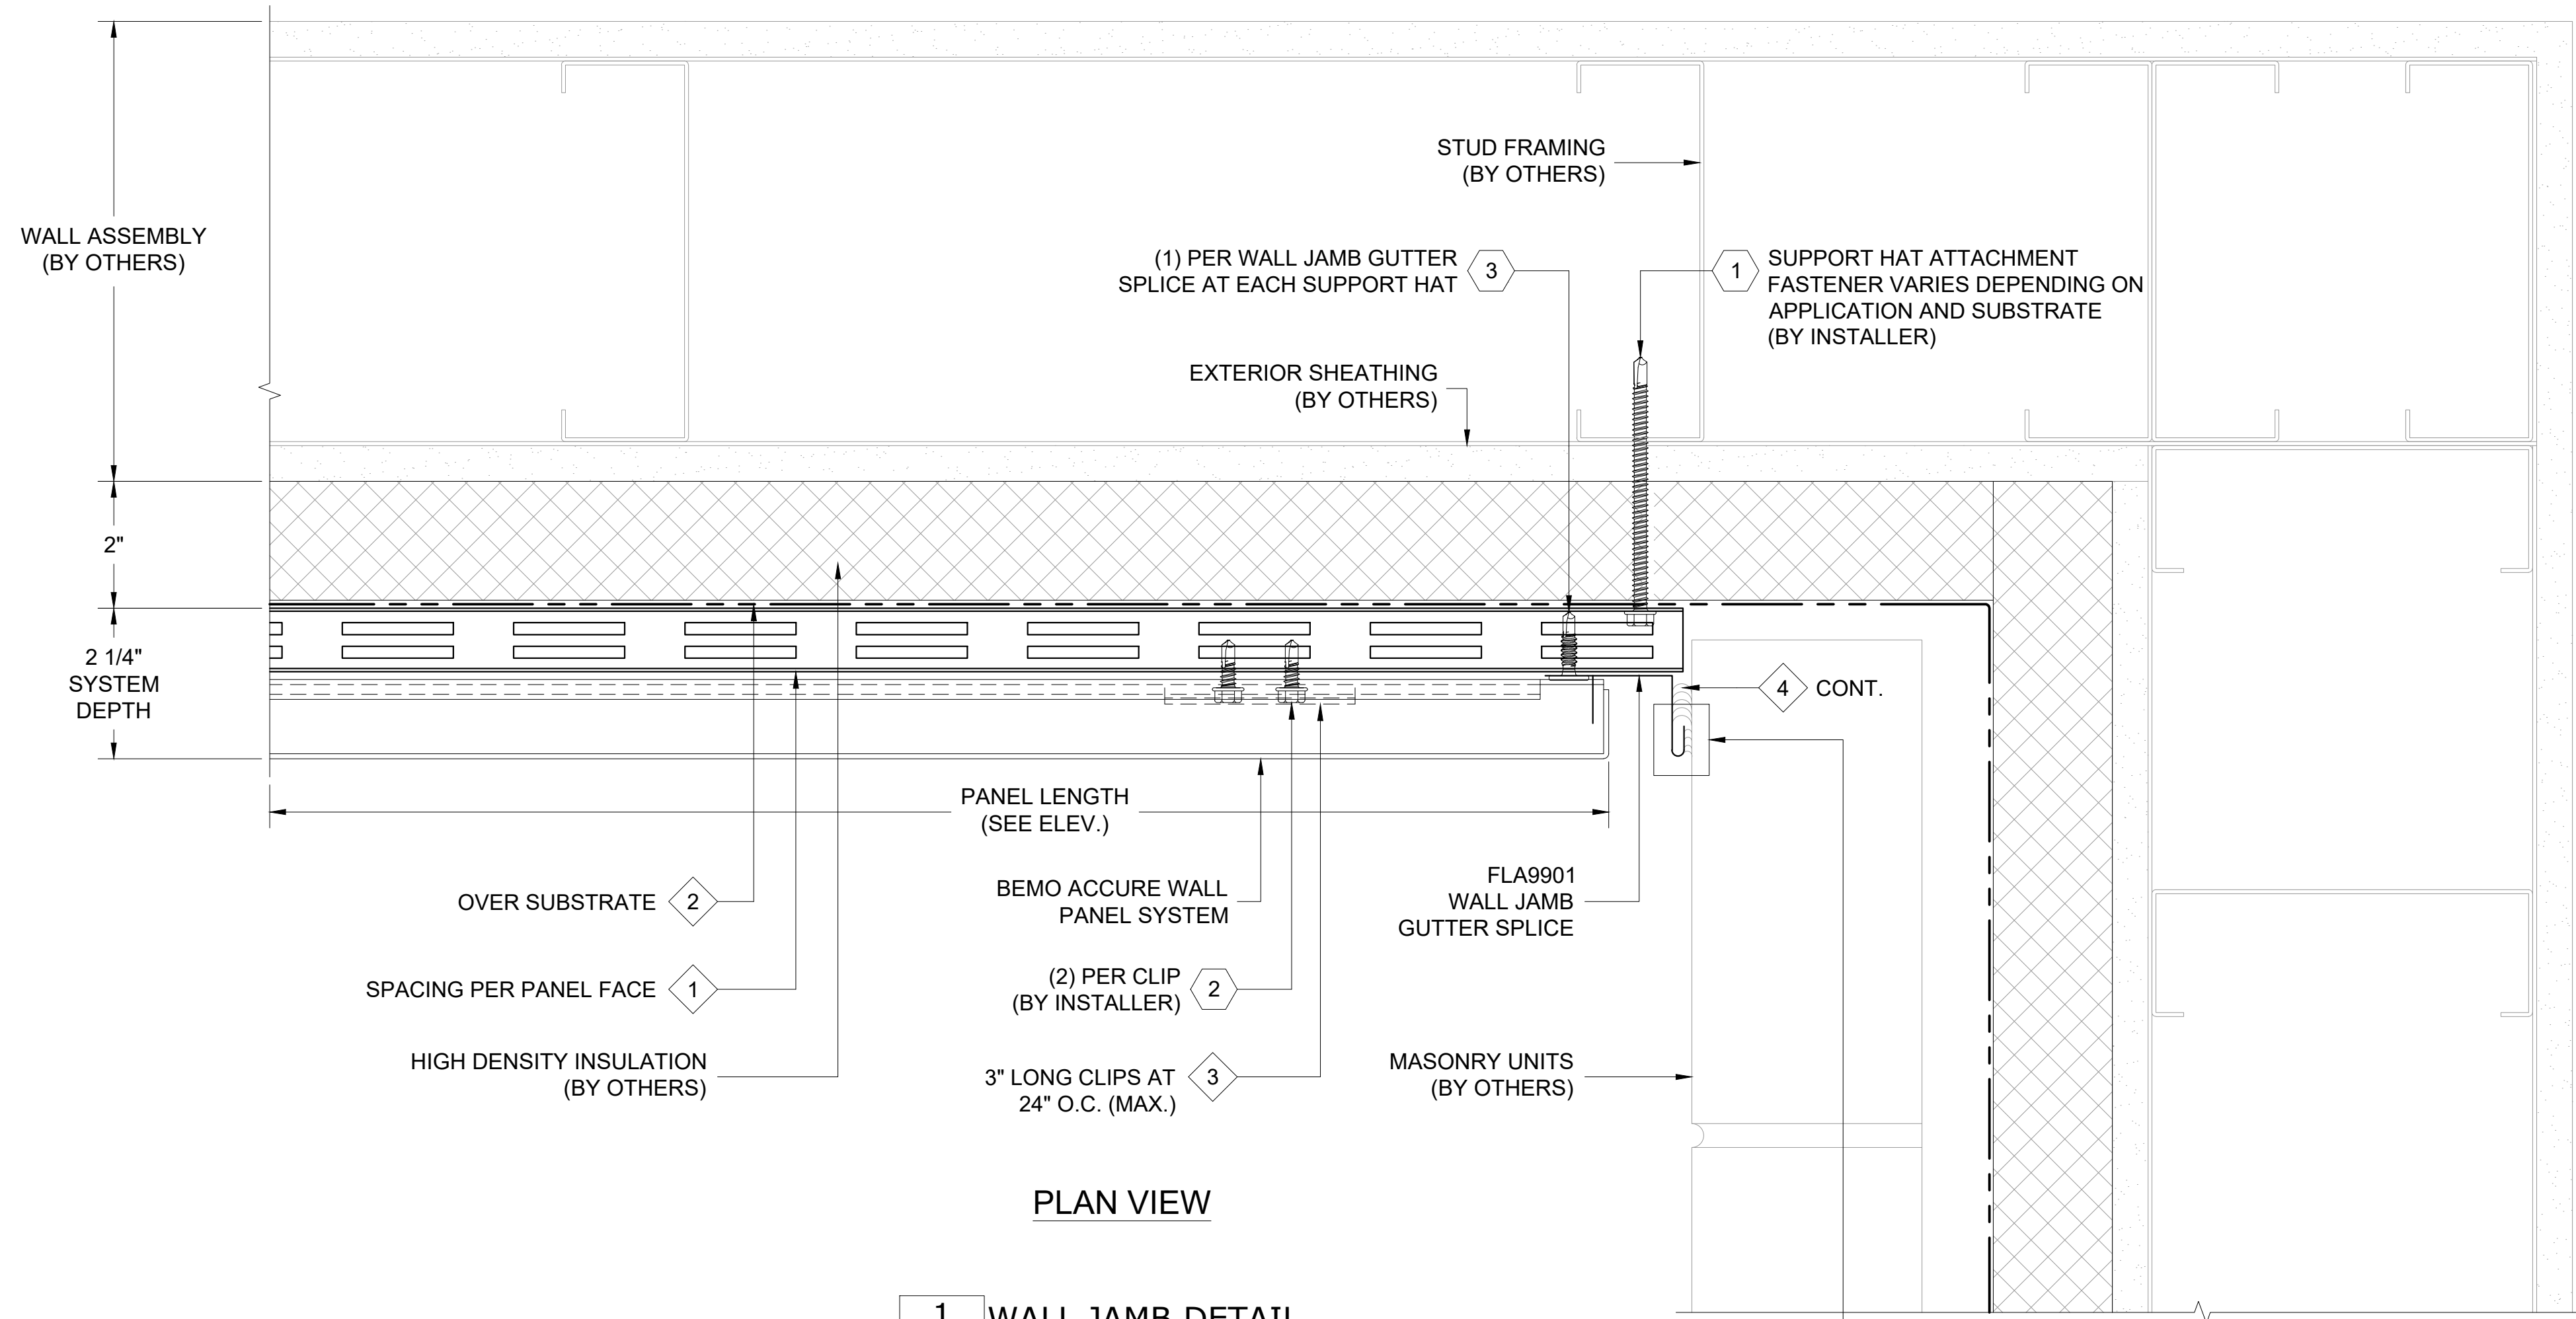 STUD FRAMING
(BY OTHERS)
WALL ASSEMBLY
(BY OTHERS)
(1) PER WALL JAMB GUTTER
SPLICE AT EACH SUPPORT HAT
3
1
SUPPORT HAT ATTACHMENT
FASTENER VARIES DEPENDING ON
APPLICATION AND SUBSTRATE
(BY INSTALLER)
EXTERIOR SHEATHING
(BY OTHERS)
2"
2 1/4"
SYSTEM
DEPTH
4 CONT.
PANEL LENGTH
(SEE ELEV.)
OVER SUBSTRATE 2
BEMO ACCURE WALL
PANEL SYSTEM
FLA9901
WALL JAMB
GUTTER SPLICE
SPACING PER PANEL FACE 1
(2) PER CLIP
(BY INSTALLER)
2
HIGH DENSITY INSULATION
(BY OTHERS)
3" LONG CLIPS AT
24" O.C. (MAX.)
3
MASONRY UNITS
(BY OTHERS)
PLAN VIEW
1 WALL JAMB DETAIL